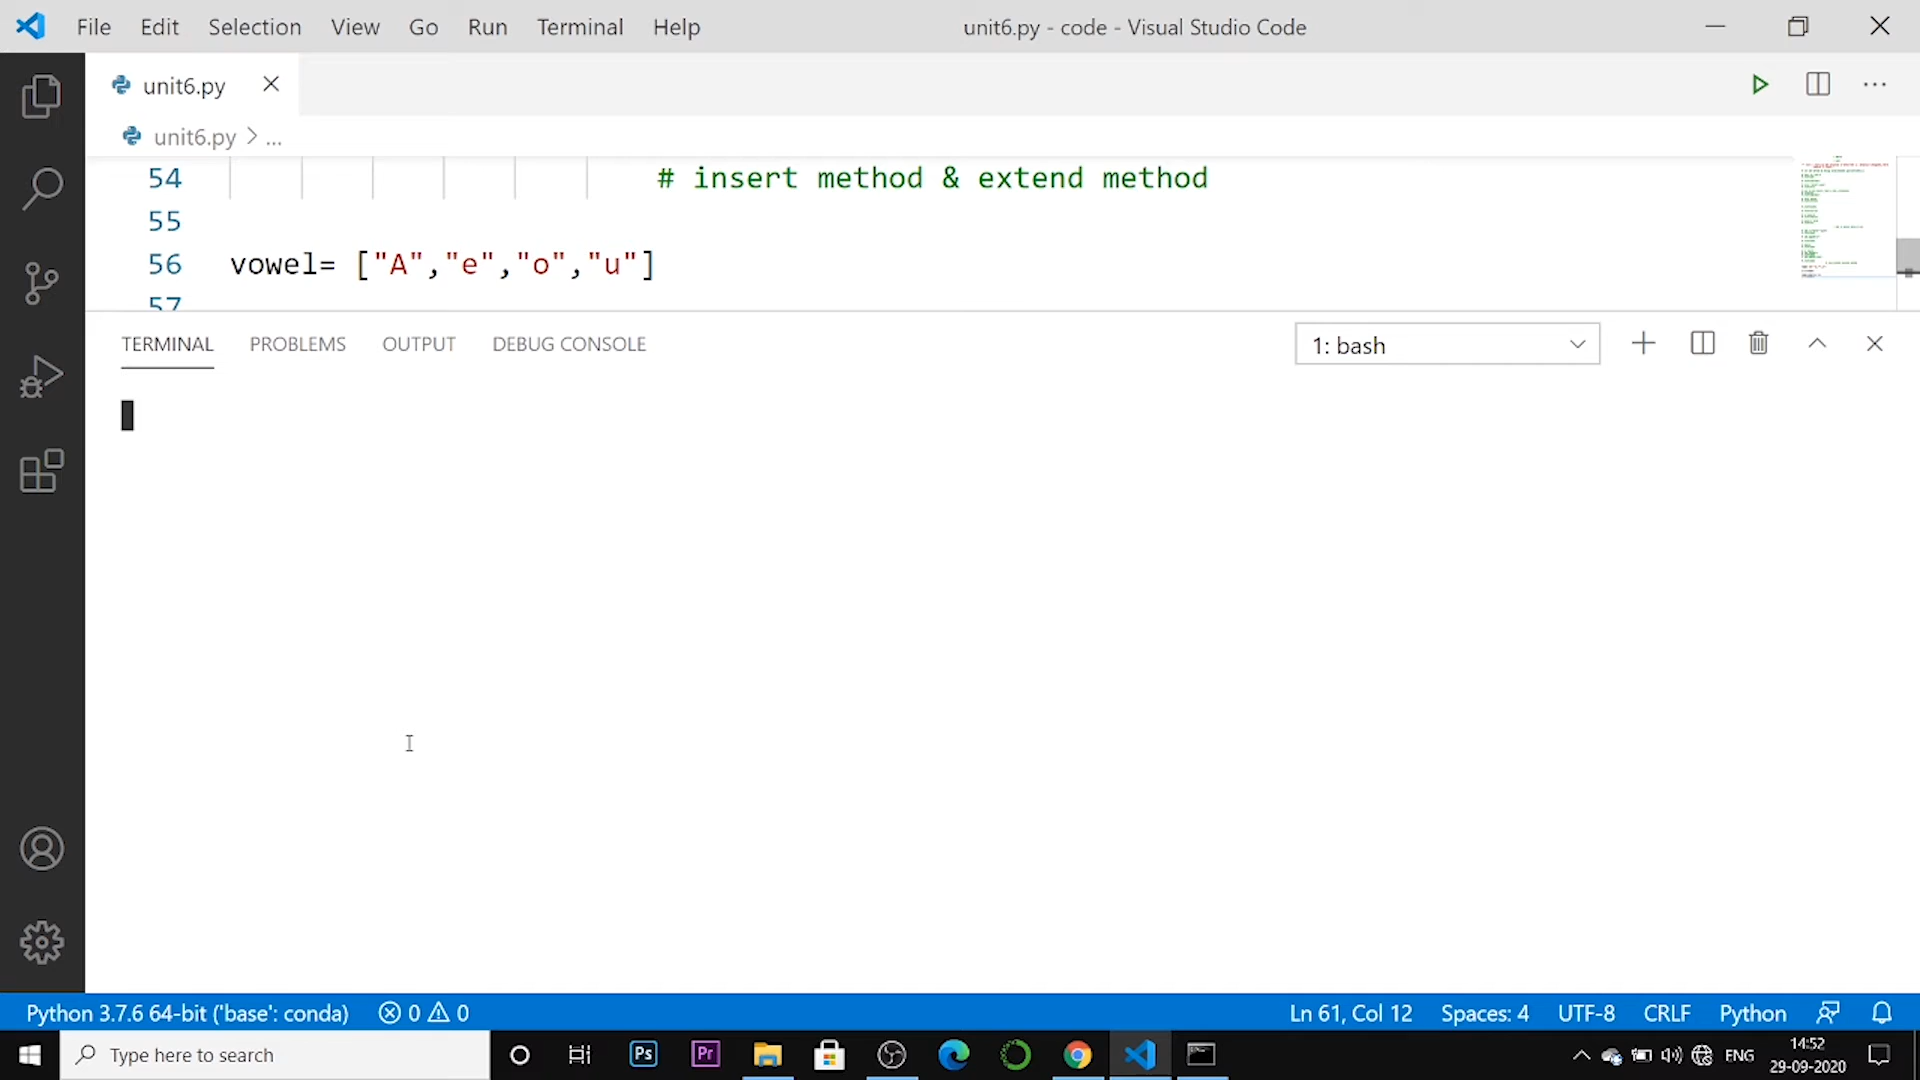 File Edit Selection View Go Run Terminal Help unit6.py - code - Visual Studio Code
unit6.py
unit6.py > ...
54 # insert method & extend method
55
56 vowel= ["A","e","o","u"]
57
TERMINAL PROBLEMS OUTPUT DEBUG CONSOLE 1: bash
Python 3.7.6 64-bit ('base': conda) 0 0 Ln 61, Col 12 Spaces: 4 UTF-8 CRLF Python
Type here to search Ps Pr ENG 14:52
29-09-2020